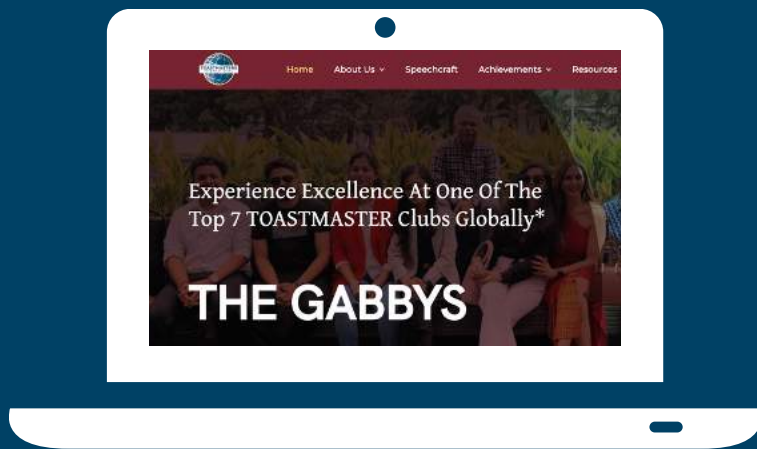 TOASTMASTERS
Home About Us Speechcraft Achievements Resources
Experience Excellence At One Of The
Top 7 TOASTMASTER Clubs Globally*
THE GABBYS